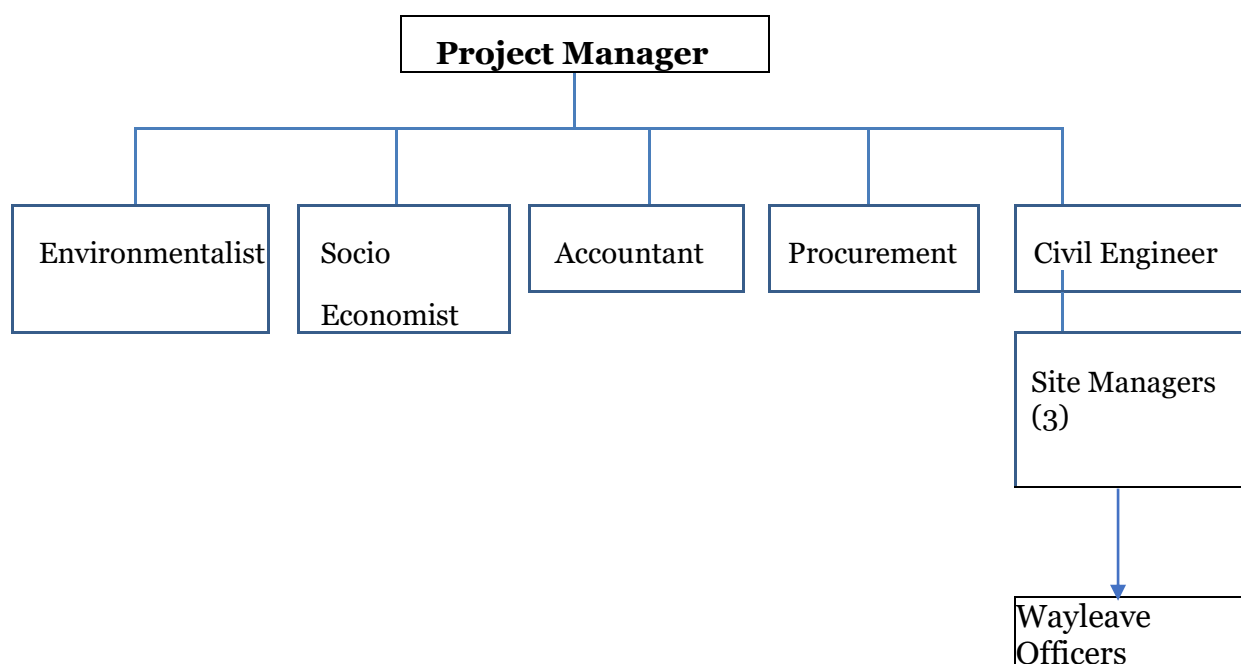 Project Manager
Environmentalist
Socio
Economist
Accountant
Procurement
Civil Engineer
Site Managers
(3)
Wayleave
Officers